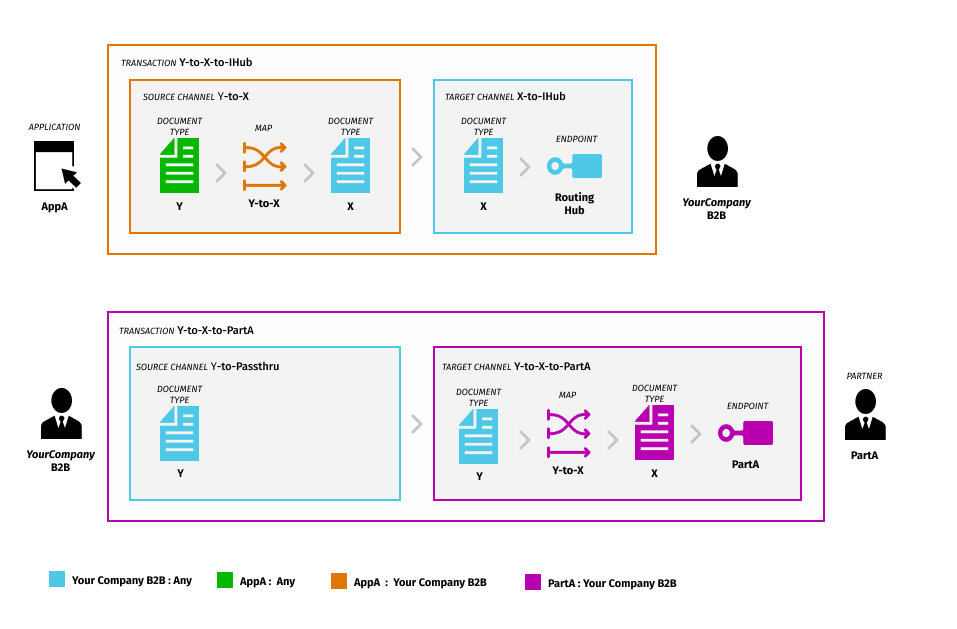 TRANSACTION Y-to-X-to-IHub
SOURCE CHANNEL Y-to-X
TARGET CHANNEL X-to-IHub
APPLICATION
DOCUMENT
TYPE
MAP
DOCUMENT
TYPE
DOCUMENT
TYPE
ENDPOINT
AppA
Y
Y-to-X
X
X
Routing
Hub
YourCompany
B2B
TRANSACTION Y-to-X-to-PartA
SOURCE CHANNEL Y-to-Passthru
TARGET CHANNEL Y-to-X-to-PartA
DOCUMENT
TYPE
DOCUMENT
TYPE
MAP
DOCUMENT
TYPE
ENDPOINT
PARTNER
YourCompany
B2B
Y
Y
Y-to-X
X
PartA
PartA
Your Company B2B : Any
AppA : Any
AppA : Your Company B2B
PartA : Your Company B2B